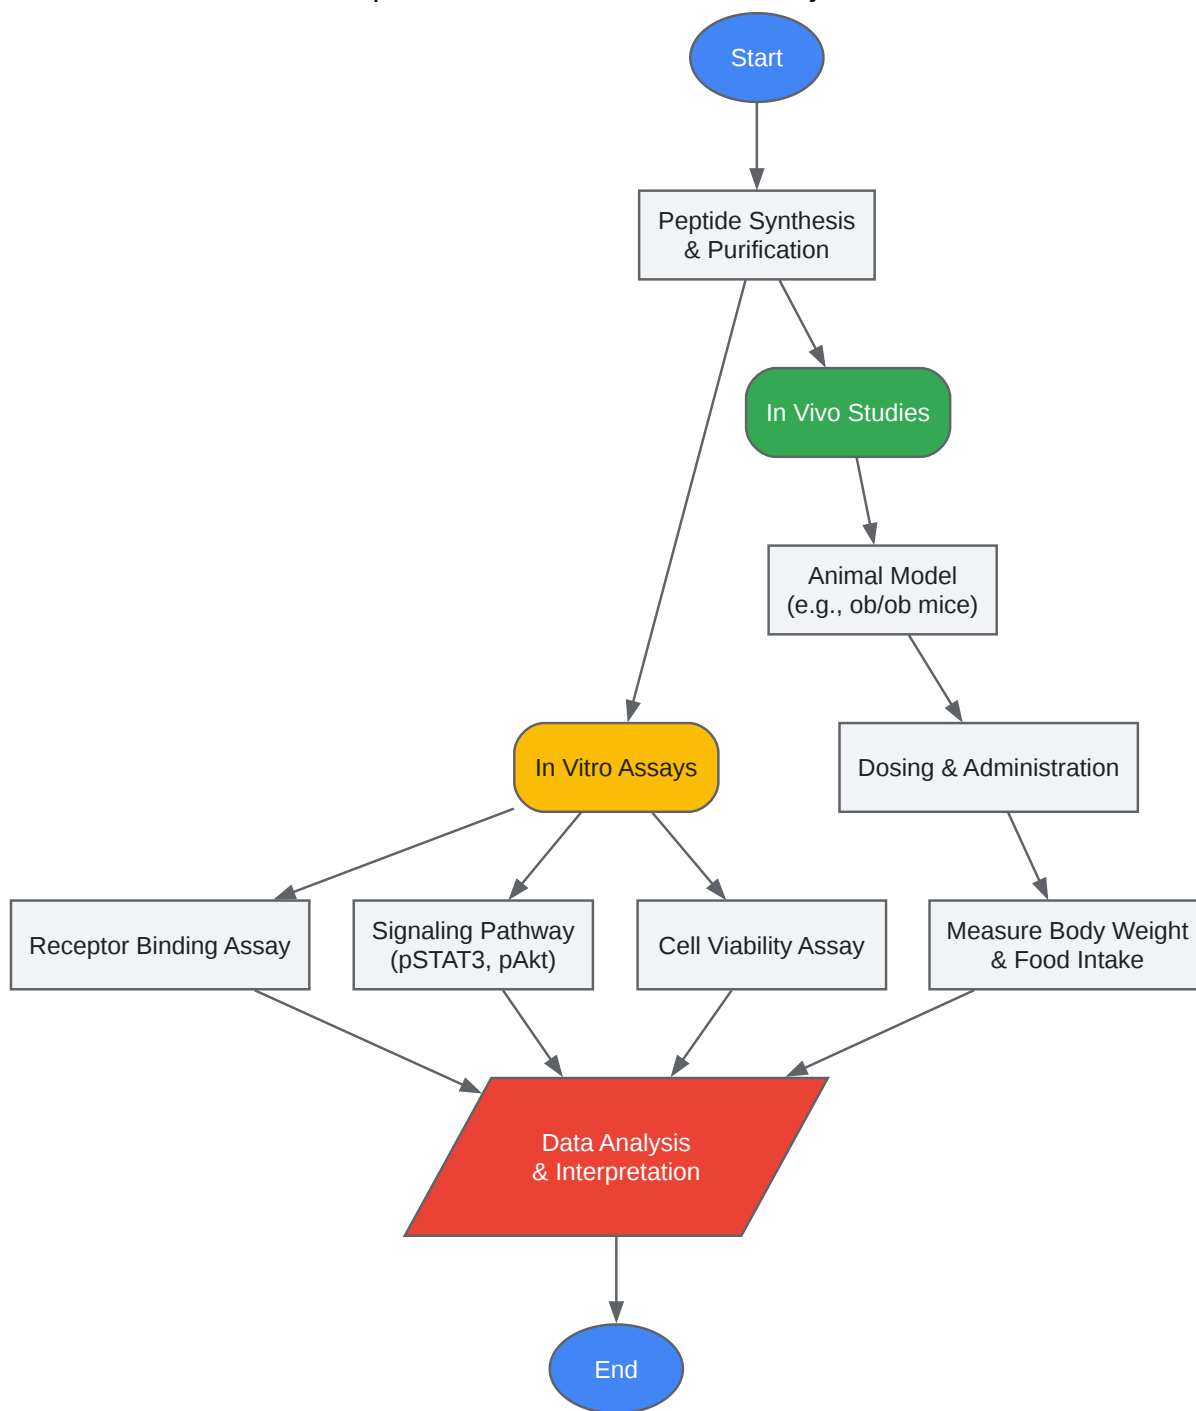 Start
Peptide Synthesis
& Purification
In Vivo Studies
Animal Model
(e.g., ob/ob mice)
In Vitro Assays
Dosing & Administration
Receptor Binding Assay
Signaling Pathway
(pSTAT3, pAkt)
Cell Viability Assay
Measure Body Weight
& Food Intake
Data Analysis
& Interpretation
End